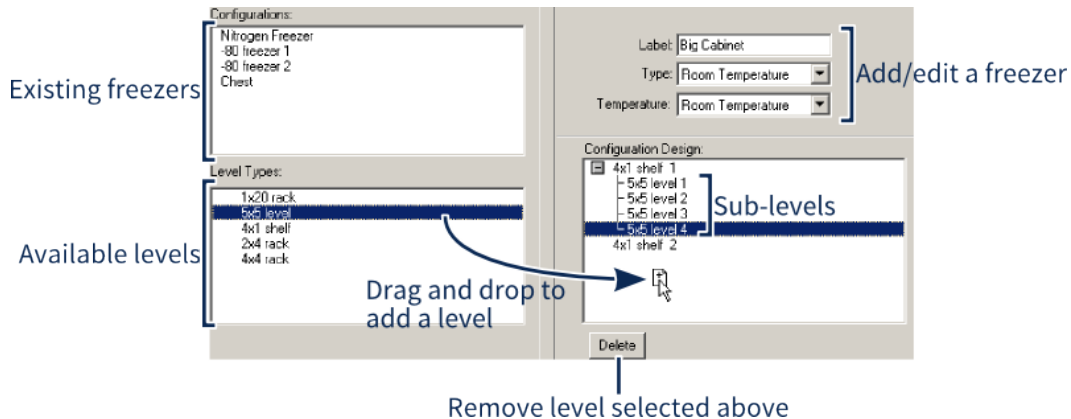 Configurations:
Nitrogen Freezer
-80 freezer 1
-80 freezer 2
Chest
Existing freezers
Label: Big Cabinet
Type: Room Temperature
Temperature: Room Temperature
Add/edit a freezer
Level Types:
1x20 rack
5x5 level
4x1 shelf
2x4 rack
4x4 rack
Available levels
Drag and drop to
add a level
Configuration Design:
4x1 shelf 1
5x5 level 1
5x5 level 2
5x5 level 3
5x5 level 4
4x1 shelf 2
Sub-levels
Delete
Remove level selected above